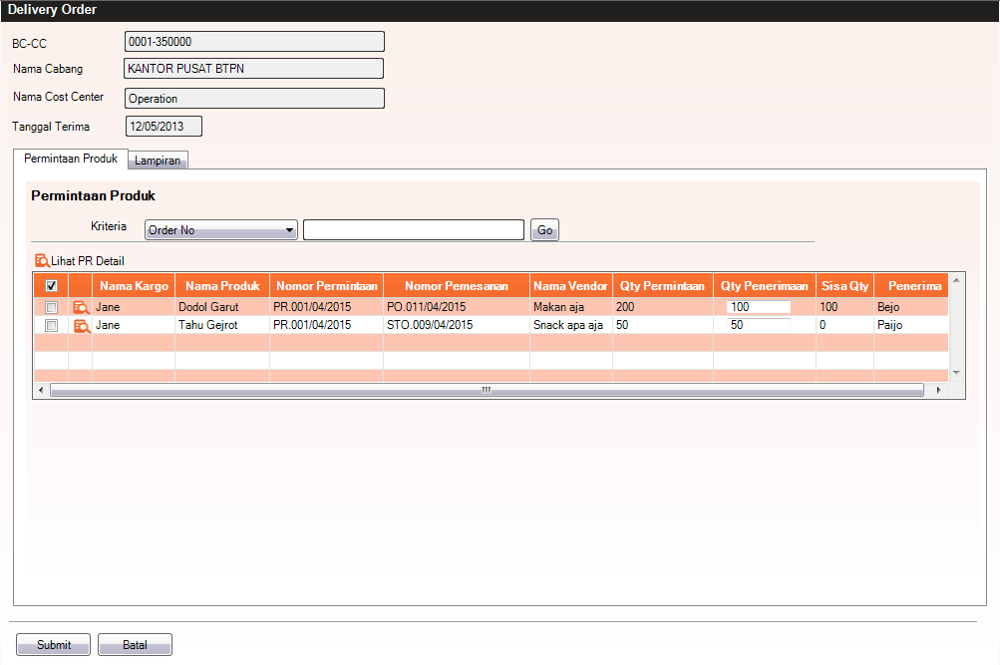 Delivery Order
BC-CC 0001-350000
Nama Cabang KANTOR PUSAT BTPN
Nama Cost Center Operation
Tanggal Terima 12/05/2013
Permintaan Produk Lampiran
Permintaan Produk
Kriteria Order No Go
Lihat PR Detail
Nama Kargo Nama Produk Nomor Permintaan Nomor Pemesanan Nama Vendor Qty Permintaan Qty Penerimaan Sisa Qty Penerima
Jane Dodol Garut PR.001/04/2015 PO.011/04/2015 Makan aja 200 100 100 Bejo
Jane Tahu Gejrot PR.001/04/2015 STO.009/04/2015 Snack apa aja 50 50 0 Paijo
Submit Batal